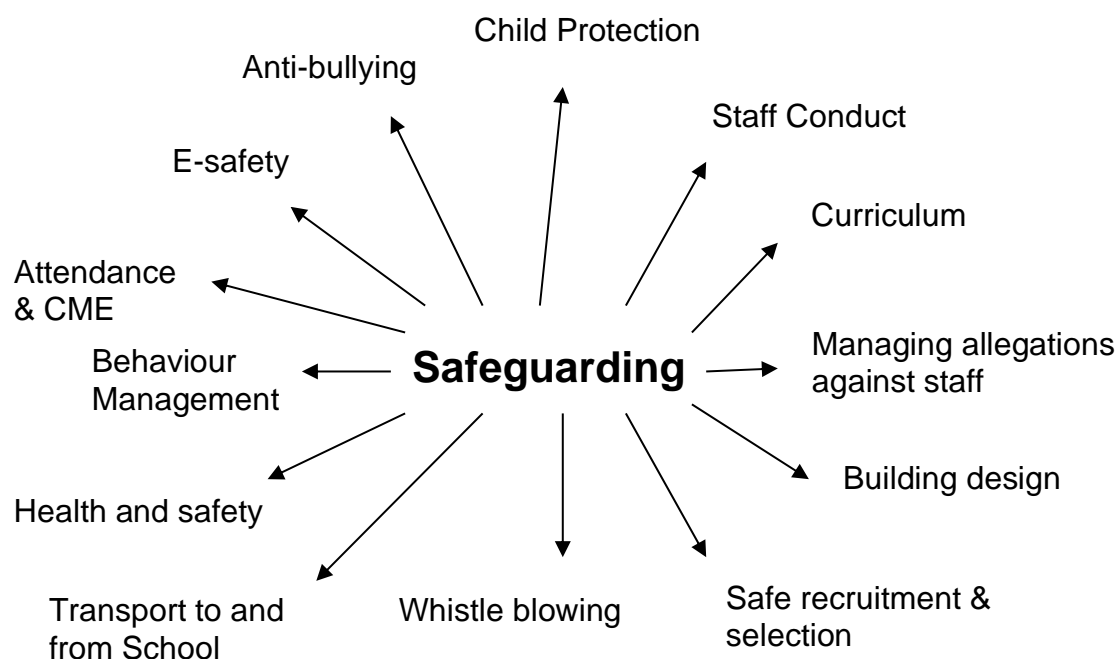 Child Protection
Anti-bullying
Staff Conduct
E-safety
Curriculum
Attendance
& CME
Managing allegations
against staff
Behaviour
Management
Safeguarding
Building design
Health and safety
Transport to and
from School
Whistle blowing
Safe recruitment &
selection